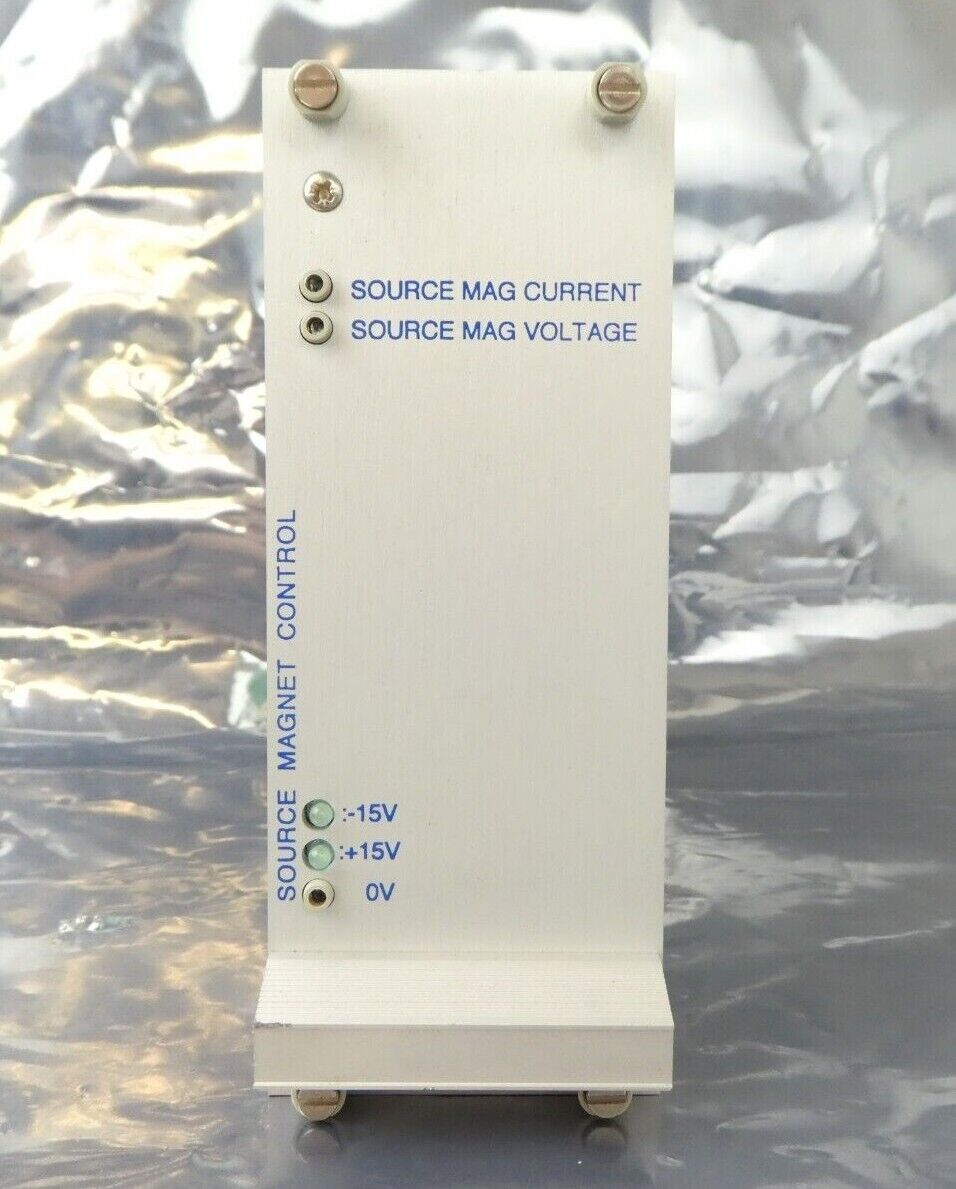 SOURCE MAG CURRENT
SOURCE MAG VOLTAGE
SOURCE MAGNET CONTROL
:-15V
:+15V
0V